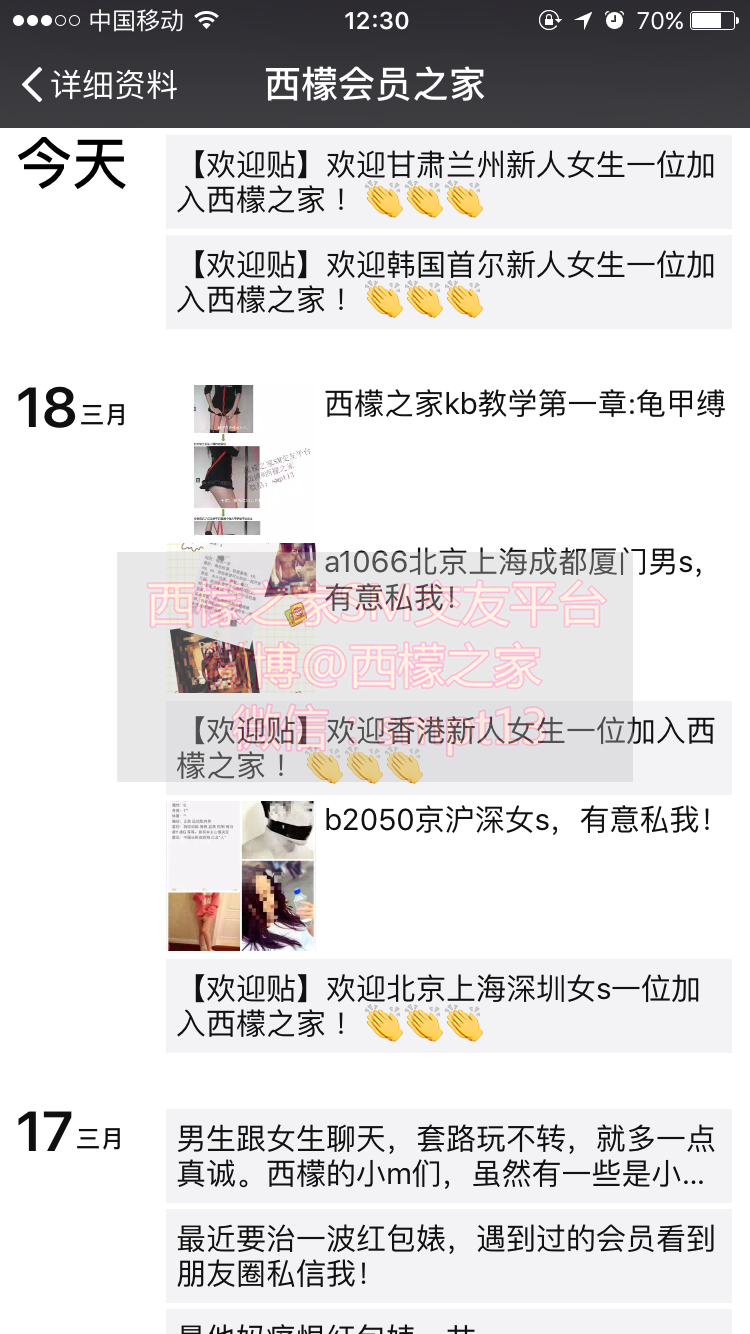 中国移动
12:30
70%
详细资料
西檬会员之家
今天
【欢迎贴】欢迎甘肃兰州新人女生一位加
入西檬之家！👏👏👏
【欢迎贴】欢迎韩国首尔新人女生一位加
入西檬之家！👏👏👏
18三月
西檬之家kb教学第一章:龟甲缚
a1066北京上海成都厦门男s，
有意私我！
西檬之家SM交友平台
博@西檬之家
微信：smpt13
【欢迎贴】欢迎香港新人女生一位加入西
檬之家！👏👏👏
b2050京沪深女s，有意私我！
【欢迎贴】欢迎北京上海深圳女s一位加
入西檬之家！👏👏👏
17三月
男生跟女生聊天，套路玩不转，就多一点
真诚。西檬的小m们，虽然有一些是小...
最近要治一波红包婊，遇到过的会员看到
朋友圈私信我！